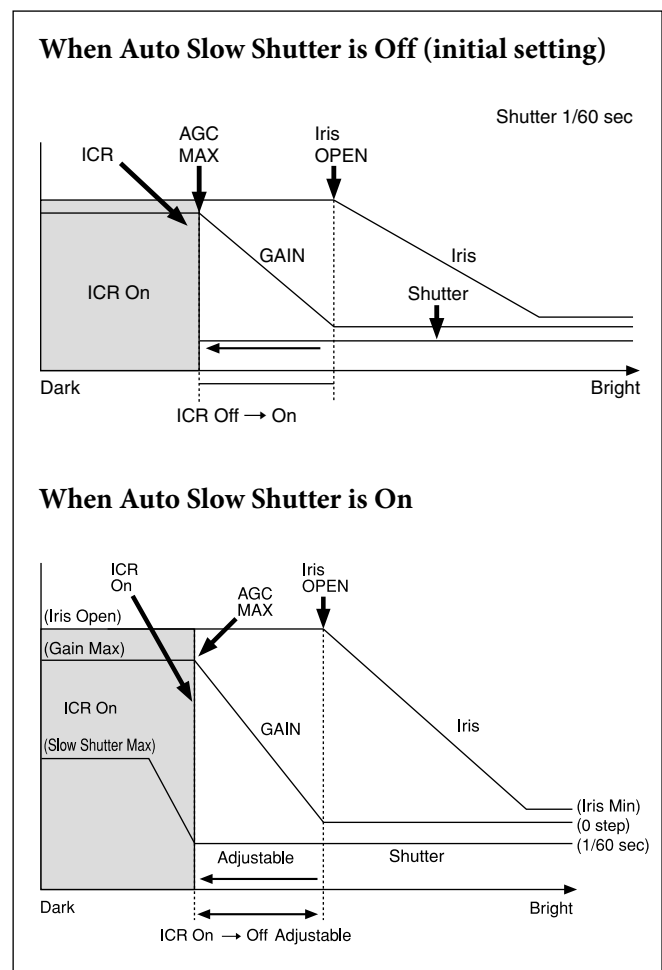 When Auto Slow Shutter is Off (initial setting)
Shutter 1/60 sec
ICR
AGC
MAX
Iris
OPEN
GAIN
Iris
Shutter
ICR On
Dark
Bright
ICR Off → On
When Auto Slow Shutter is On
ICR
On
AGC
MAX
Iris
OPEN
(Iris Open)
(Gain Max)
ICR On
(Slow Shutter Max)
GAIN
Iris
(Iris Min)
(0 step)
(1/60 sec)
Adjustable
Shutter
Dark
Bright
ICR On → Off Adjustable